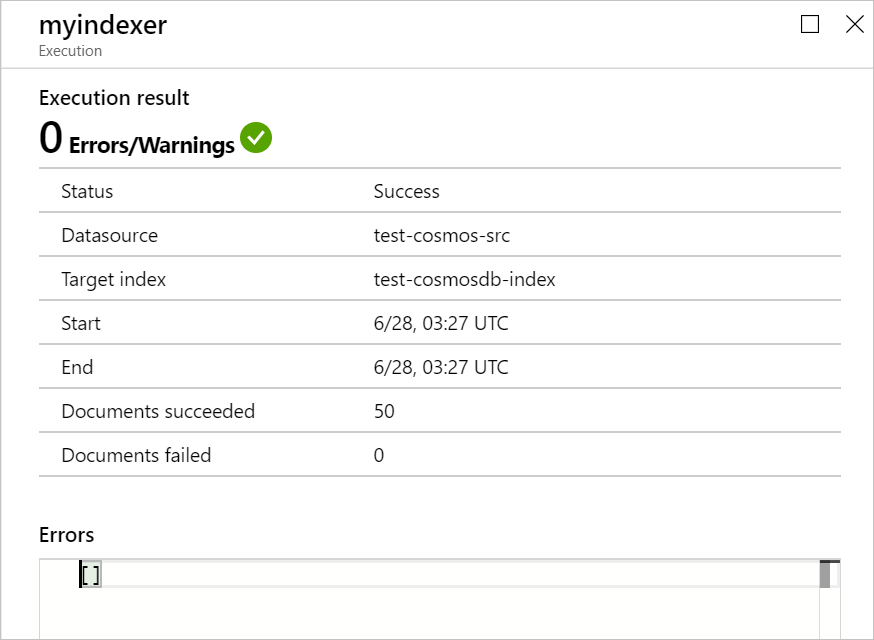 myindexer
Execution
Execution result
0 Errors/Warnings
Status Success
Datasource test-cosmos-src
Target index test-cosmosdb-index
Start 6/28, 03:27 UTC
End 6/28, 03:27 UTC
Documents succeeded 50
Documents failed 0
Errors
[]